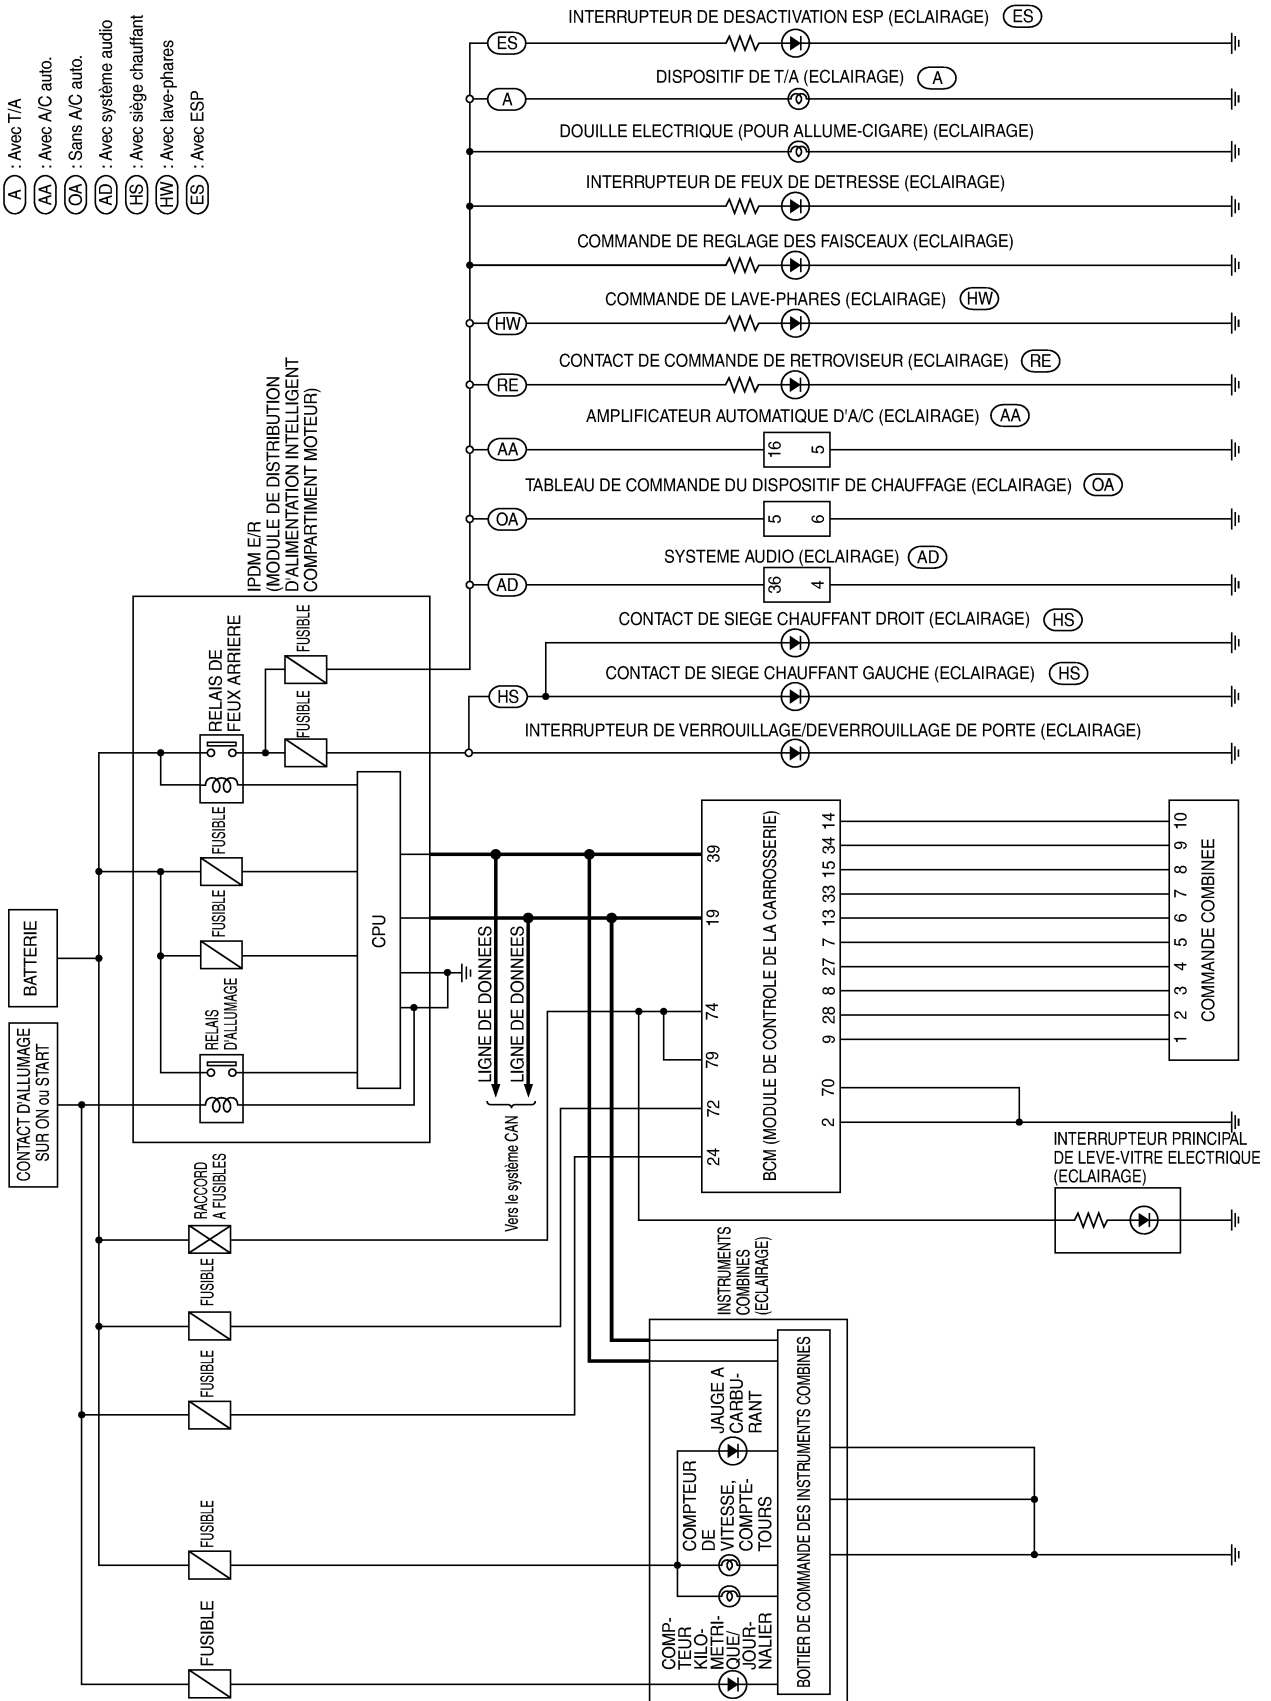 A : Avec T/A
AA : Avec A/C auto.
OA : Sans A/C auto.
AD : Avec système audio
HS : Avec siège chauffant
HW : Avec lave-phares
ES : Avec ESP
INTERRUPTEUR DE DESACTIVATION ESP (ECLAIRAGE) ES
ES
DISPOSITIF DE T/A (ECLAIRAGE) A
A
DOUILLE ELECTRIQUE (POUR ALLUME-CIGARE) (ECLAIRAGE)
INTERRUPTEUR DE FEUX DE DETRESSE (ECLAIRAGE)
COMMANDE DE REGLAGE DES FAISCEAUX (ECLAIRAGE)
COMMANDE DE LAVE-PHARES (ECLAIRAGE) HW
HW
CONTACT DE COMMANDE DE RETROVISEUR (ECLAIRAGE) RE
RE
AMPLIFICATEUR AUTOMATIQUE D'A/C (ECLAIRAGE) AA
AA 16 5
TABLEAU DE COMMANDE DU DISPOSITIF DE CHAUFFAGE (ECLAIRAGE) OA
OA 5 6
SYSTEME AUDIO (ECLAIRAGE) AD
AD 36 4
CONTACT DE SIEGE CHAUFFANT DROIT (ECLAIRAGE) HS
CONTACT DE SIEGE CHAUFFANT GAUCHE (ECLAIRAGE) HS
HS
INTERRUPTEUR DE VERROUILLAGE/DEVERROUILLAGE DE PORTE (ECLAIRAGE)
IPDM E/R
(MODULE DE DISTRIBUTION
D'ALIMENTATION INTELLIGENT
COMPARTIMENT MOTEUR)
RELAIS DE
FEUX ARRIERE
FUSIBLE
FUSIBLE
FUSIBLE
FUSIBLE
RELAIS
D'ALLUMAGE
CPU
BATTERIE
CONTACT D'ALLUMAGE
SUR ON ou START
LIGNE DE DONNEES
LIGNE DE DONNEES
Vers le système CAN
39
19
74
79
72
24
BCM (MODULE DE CONTROLE DE LA CARROSSERIE)
14
34
15
33
13
7
27
8
28
9
70
2
10
9
8
7
6
5
4
3
2
1
COMMANDE COMBINEE
INTERRUPTEUR PRINCIPAL
DE LEVE-VITRE ELECTRIQUE
(ECLAIRAGE)
RACCORD
A FUSIBLES
FUSIBLE
FUSIBLE
FUSIBLE
FUSIBLE
INSTRUMENTS
COMBINES
(ECLAIRAGE)
JAUGE A
CARBU-
RANT
COMPTEUR
DE
VITESSE,
COMPTE-
TOURS
COMP-
TEUR
KILO-
METRI-
QUE/
JOUR-
NALIER
BOITIER DE COMMANDE DES INSTRUMENTS COMBINES